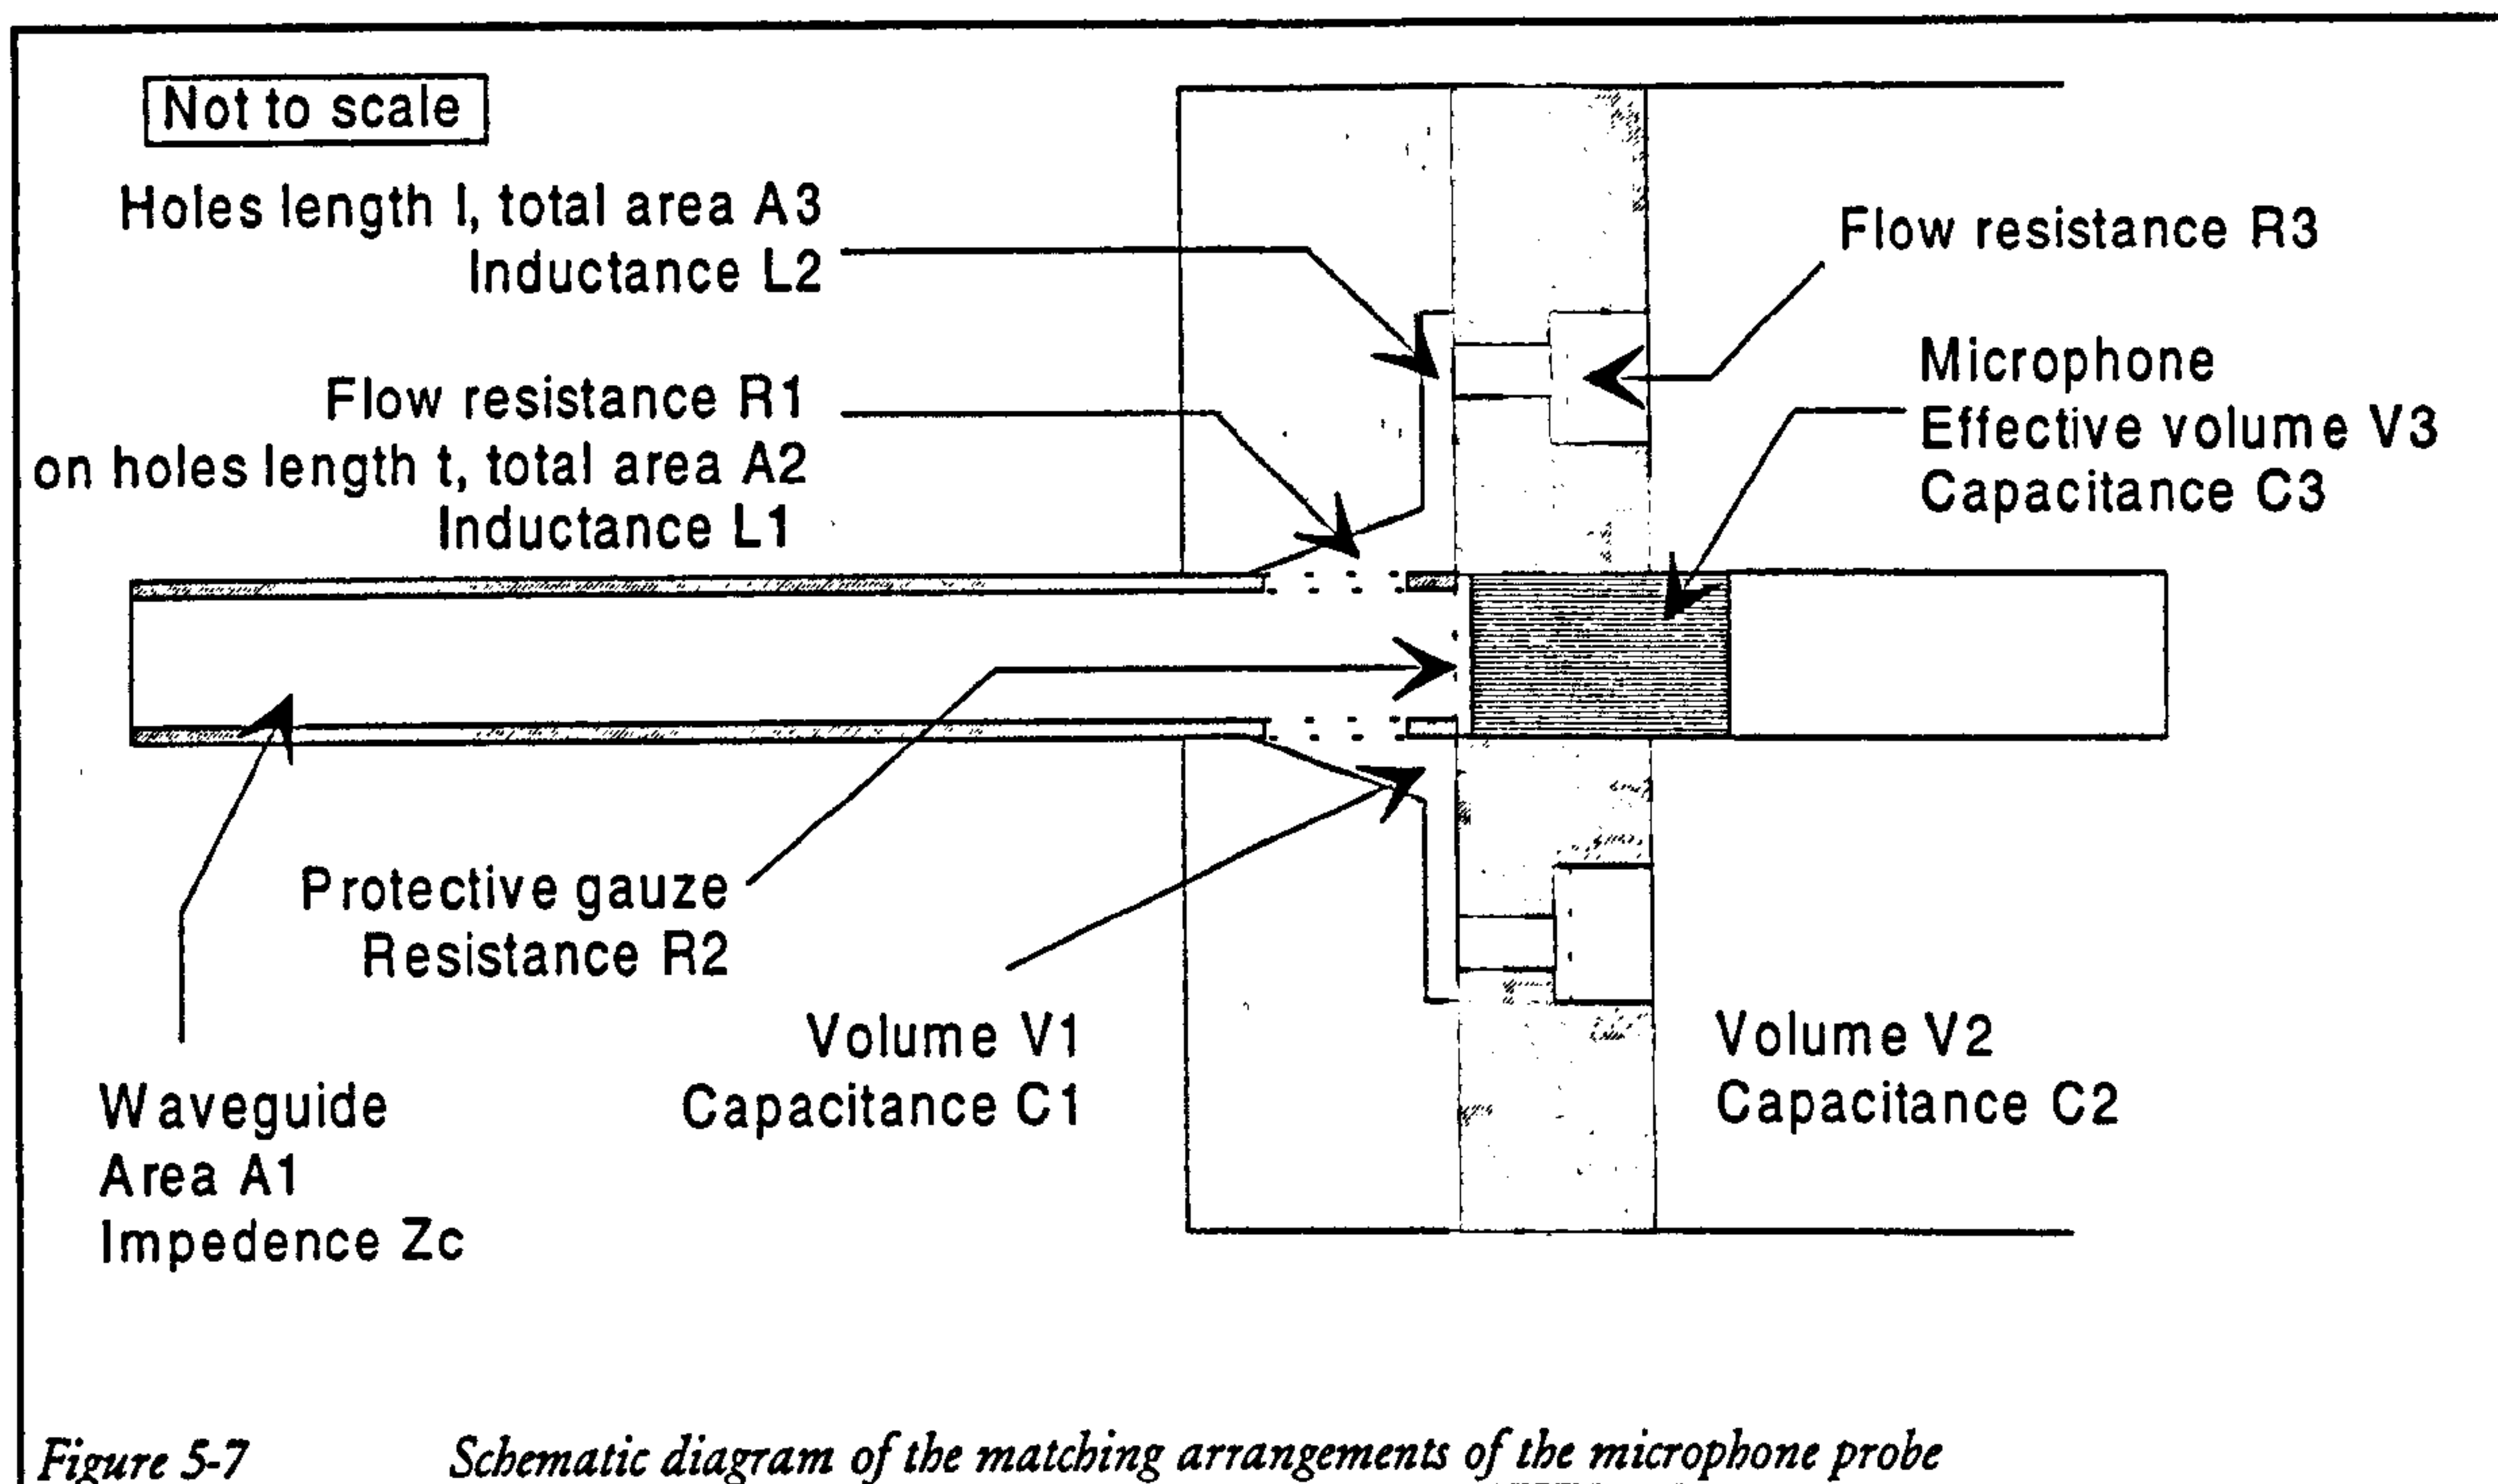 Not to scale
Holes length l, total area A3
Inductance L2
Flow resistance R3
Flow resistance R1
on holes length t, total area A2
Inductance L1
Microphone
Effective volume V3
Capacitance C3
Protective gauze
Resistance R2
Volume V1
Capacitance C1
Volume V2
Capacitance C2
Waveguide
Area A1
Impedence Zc
Figure 5-7 Schematic diagram of the matching arrangements of the microphone probe